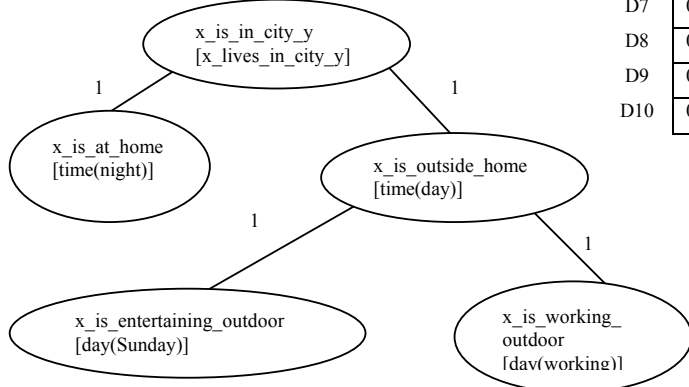 x_is_in_city_y
[x_lives_in_city_y]
D7
D8
D9
D10
1
1
x_is_at_home
[time(night)]
x_is_outside_home
[time(day)]
1
1
x_is_entertaining_outdoor
[day(Sunday)]
x_is_working_
outdoor
[day(working)]